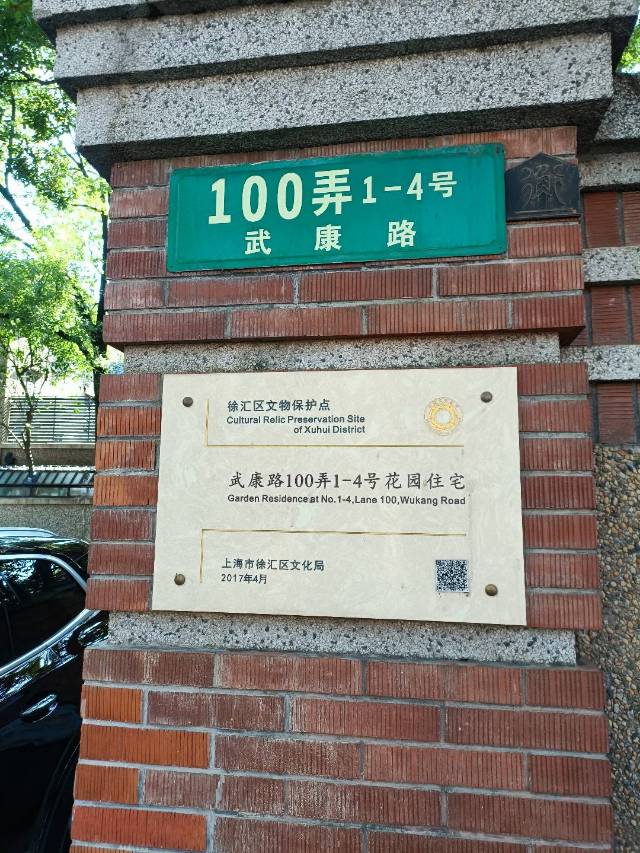 100弄 1-4号
武康路
徐汇区文物保护点
Cultural Relic Preservation Site
of Xuhui District
武康路100弄1-4号花园住宅
Garden Residence at No.1-4,Lane 100,Wukang Road
上海市徐汇区文化局
2017年4月